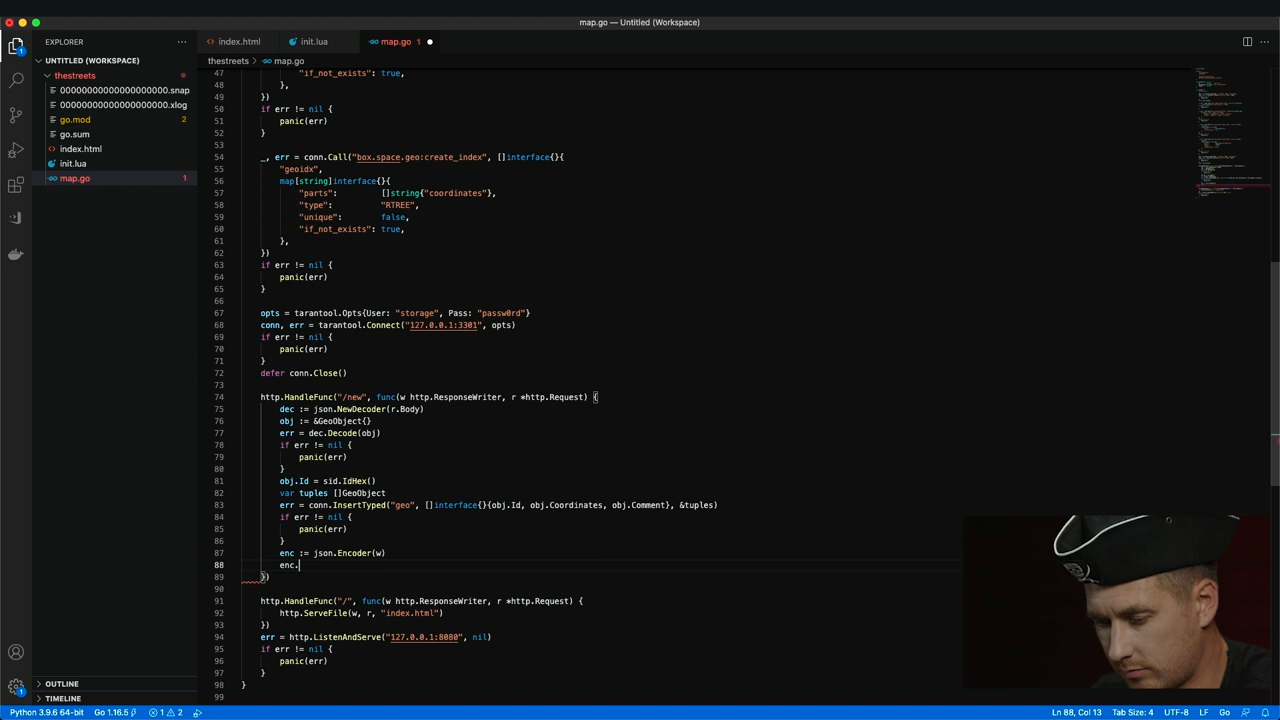 map.go — Untitled (Workspace)
EXPLORER
index.html
init.lua
map.go 1
UNTITLED (WORKSPACE)
thestreets
00000000000000000000.snap
00000000000000000000.xlog
go.mod 2
go.sum
index.html
init.lua
map.go 1
OUTLINE
TIMELINE
thestreets > map.go
47 "if_not_exists": true,
48 },
49 })
50 if err != nil {
51 panic(err)
52 }
53
54 _, err = conn.Call("box.space.geo:create_index", []interface{}{
55 "geoidx",
56 map[string]interface{}{
57 "parts": []string{"coordinates"},
58 "type": "RTREE",
59 "unique": false,
60 "if_not_exists": true,
61 },
62 })
63 if err != nil {
64 panic(err)
65 }
66
67 opts = tarantool.Opts{User: "storage", Pass: "passw0rd"}
68 conn, err = tarantool.Connect("127.0.0.1:3301", opts)
69 if err != nil {
70 panic(err)
71 }
72 defer conn.Close()
73
74 http.HandleFunc("/new", func(w http.ResponseWriter, r *http.Request) {
75 dec := json.NewDecoder(r.Body)
76 obj := &GeoObject{}
77 err = dec.Decode(obj)
78 if err != nil {
79 panic(err)
80 }
81 obj.Id = sid.IdHex()
82 var tuples []GeoObject
83 err = conn.InsertTyped("geo", []interface{}{obj.Id, obj.Coordinates, obj.Comment}, &tuples)
84 if err != nil {
85 panic(err)
86 }
87 enc := json.Encoder(w)
88 enc.
89 })
90
91 http.HandleFunc("/", func(w http.ResponseWriter, r *http.Request) {
92 http.ServeFile(w, r, "index.html")
93 })
94 err = http.ListenAndServe("127.0.0.1:8080", nil)
95 if err != nil {
96 panic(err)
97 }
98 }
99
Python 3.9.6 64-bit Go 1.16.5 1 2
Ln 88, Col 13 Tab Size: 4 UTF-8 LF Go